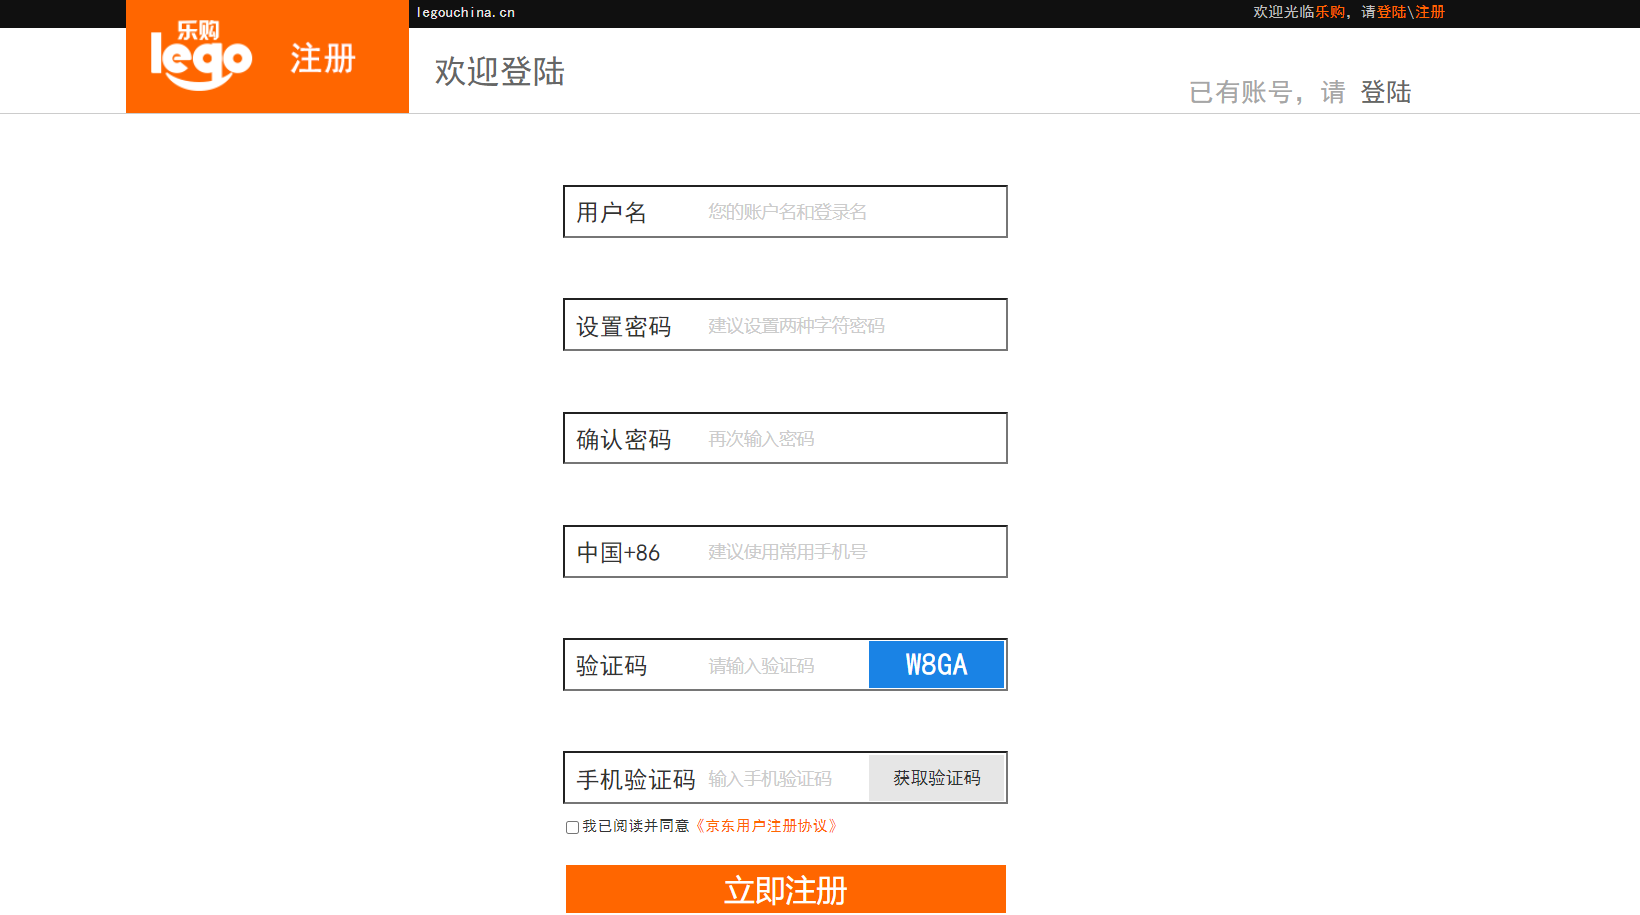 legouchina.cn
欢迎光临乐购，请登陆\注册
乐购
lego
注册
欢迎登陆
已有账号，请 登陆
用户名 您的账户名和登录名
设置密码 建议设置两种字符密码
确认密码 再次输入密码
中国+86 建议使用常用手机号
验证码 请输入验证码 W8GA
手机验证码 输入手机验证码 获取验证码
我已阅读并同意《京东用户注册协议》
立即注册